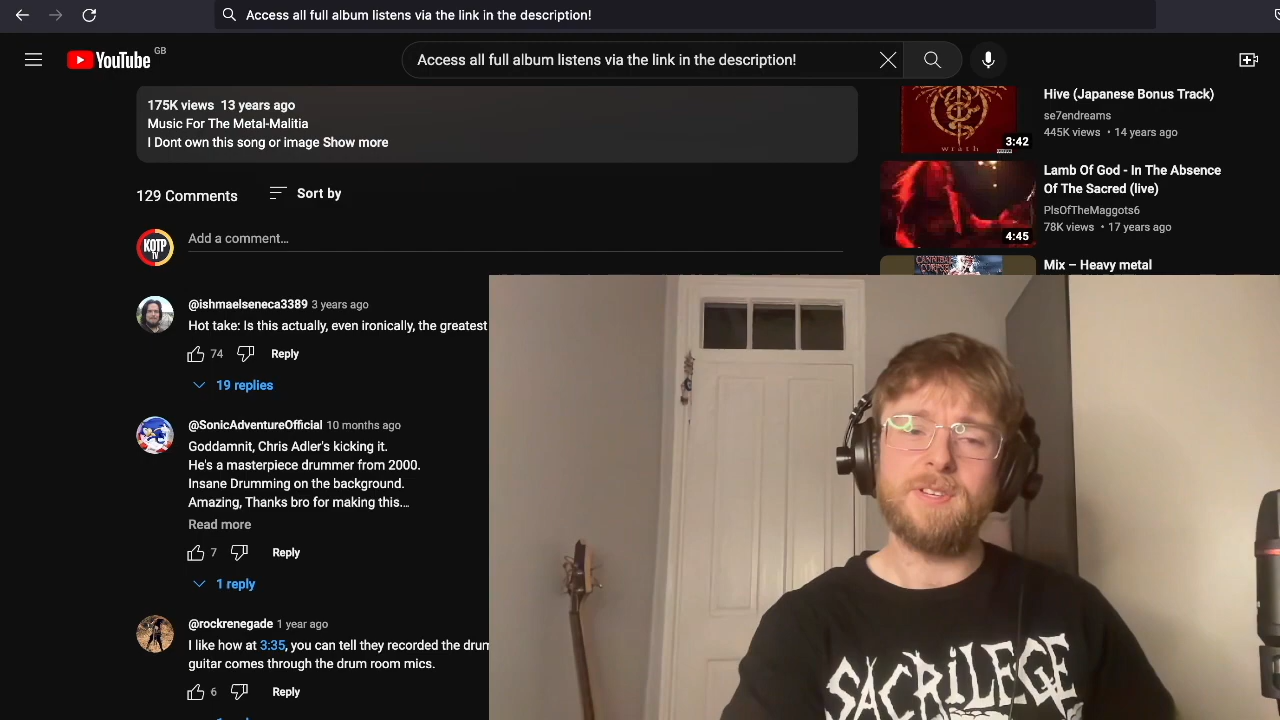 Access all full album listens via the link in the description!
YouTube GB
Access all full album listens via the link in the description!
175K views 13 years ago
Music For The Metal-Malitia
I Dont own this song or image Show more
129 Comments
Sort by
KOTP
TV
Add a comment...
@ishmaelseneca3389 3 years ago
Hot take: Is this actually, even ironically, the greatest
74
Reply
19 replies
@SonicAdventureOfficial 10 months ago
Goddamnit, Chris Adler's kicking it.
He's a masterpiece drummer from 2000.
Insane Drumming on the background.
Amazing, Thanks bro for making this...
Read more
7
Reply
1 reply
@rockrenegade 1 year ago
I like how at 3:35, you can tell they recorded the drum
guitar comes through the drum room mics.
6
Reply
wrath
3:42
Hive (Japanese Bonus Track)
se7endreams
445K views • 14 years ago
4:45
Lamb Of God - In The Absence
Of The Sacred (live)
PlsOfTheMaggots6
78K views • 17 years ago
CANNIBAL
CORPSE
Mix – Heavy metal
SACRILEGE